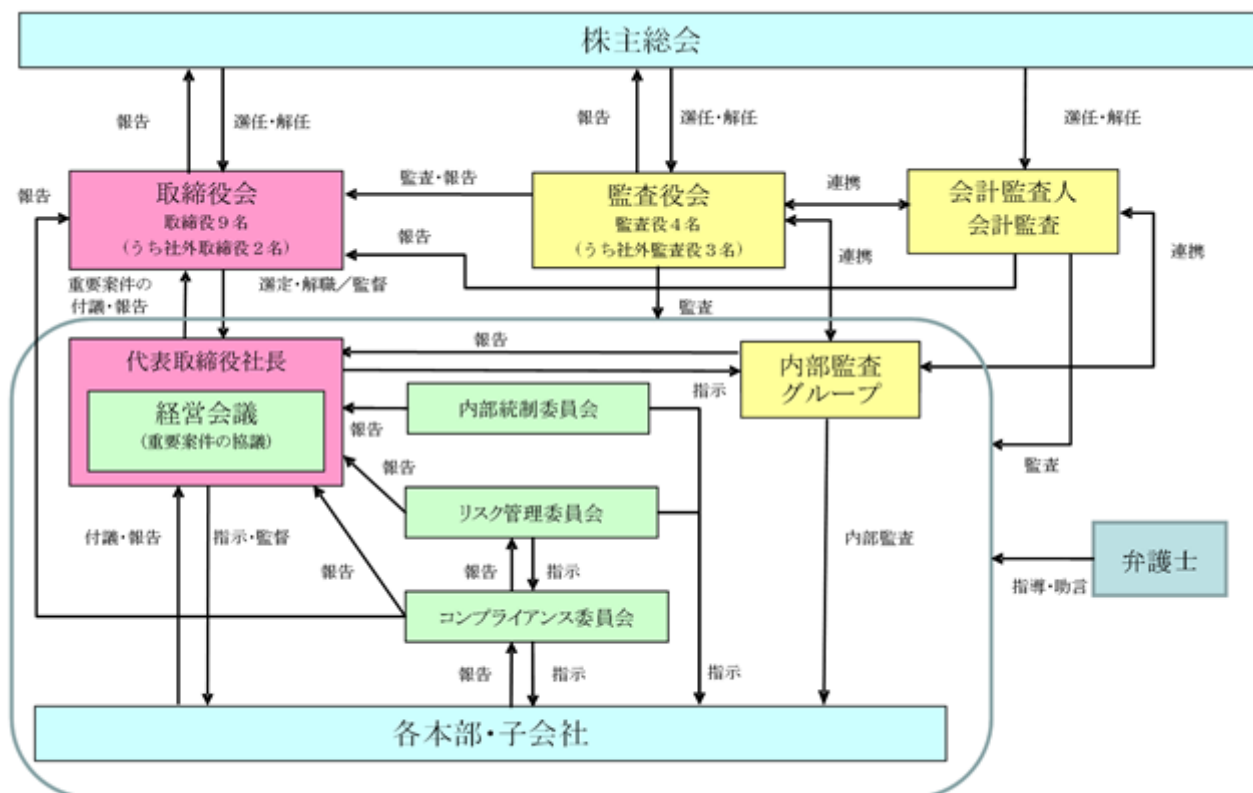 株主総会
報告
選任・解任
報告
選任・解任
選任・解任
報告
取締役会
取締役9名
(うち社外取締役2名)
監査・報告
監査役会
監査役4名
(うち社外監査役3名)
連携
会計監査人
会計監査
報告
連携
連携
重要案件の
付議・報告
選定・解職／監督
監査
代表取締役社長
経営会議
(重要案件の協議)
報告
指示
内部監査
グループ
内部統制委員会
報告
監査
報告
リスク管理委員会
付議・報告
指示・監督
報告
報告
指示
内部監査
弁護士
指導・助言
コンプライアンス委員会
報告
指示
指示
各本部・子会社